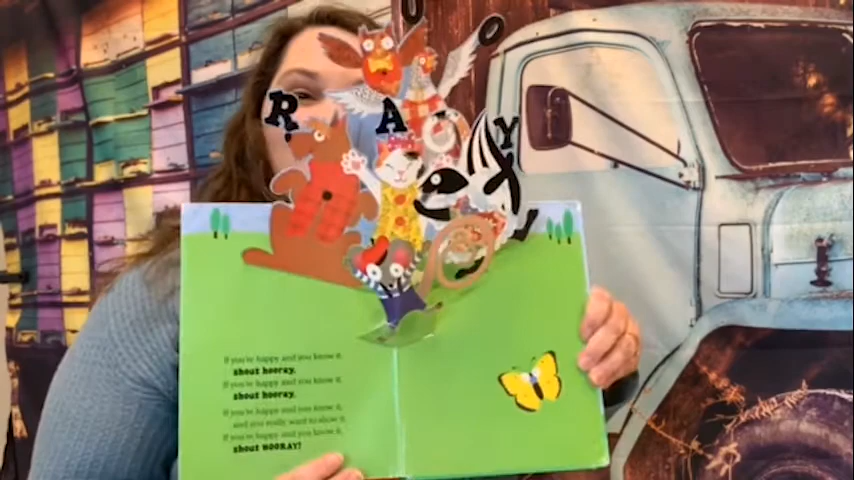 O
O
R A Y
If you're happy and you know it,
shout hooray,
If you're happy and you know it,
shout hooray,
If you're happy and you know it,
and you really want to show it,
If you're happy and you know it,
shout HOORAY!